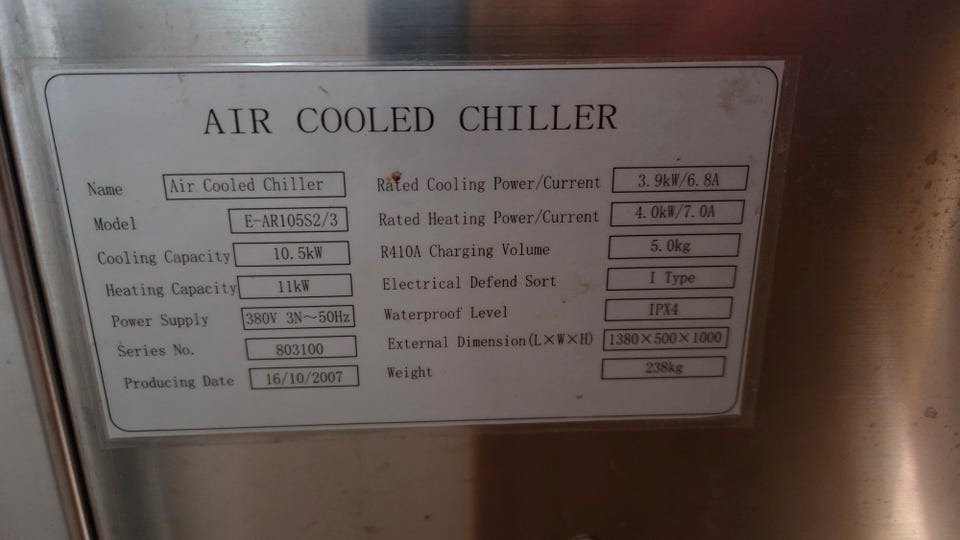 AIR COOLED CHILLER
Name Air Cooled Chiller
Model E-AR105S2/3
Cooling Capacity 10.5kW
Heating Capacity 11kW
Power Supply 380V 3N～50Hz
Series No. 803100
Producing Date 16/10/2007
Rated Cooling Power/Current 3.9kW/6.8A
Rated Heating Power/Current 4.0kW/7.0A
R410A Charging Volume 5.0kg
Electrical Defend Sort I Type
Waterproof Level IPX4
External Dimension(L×W×H) 1380×500×1000
Weight 238kg